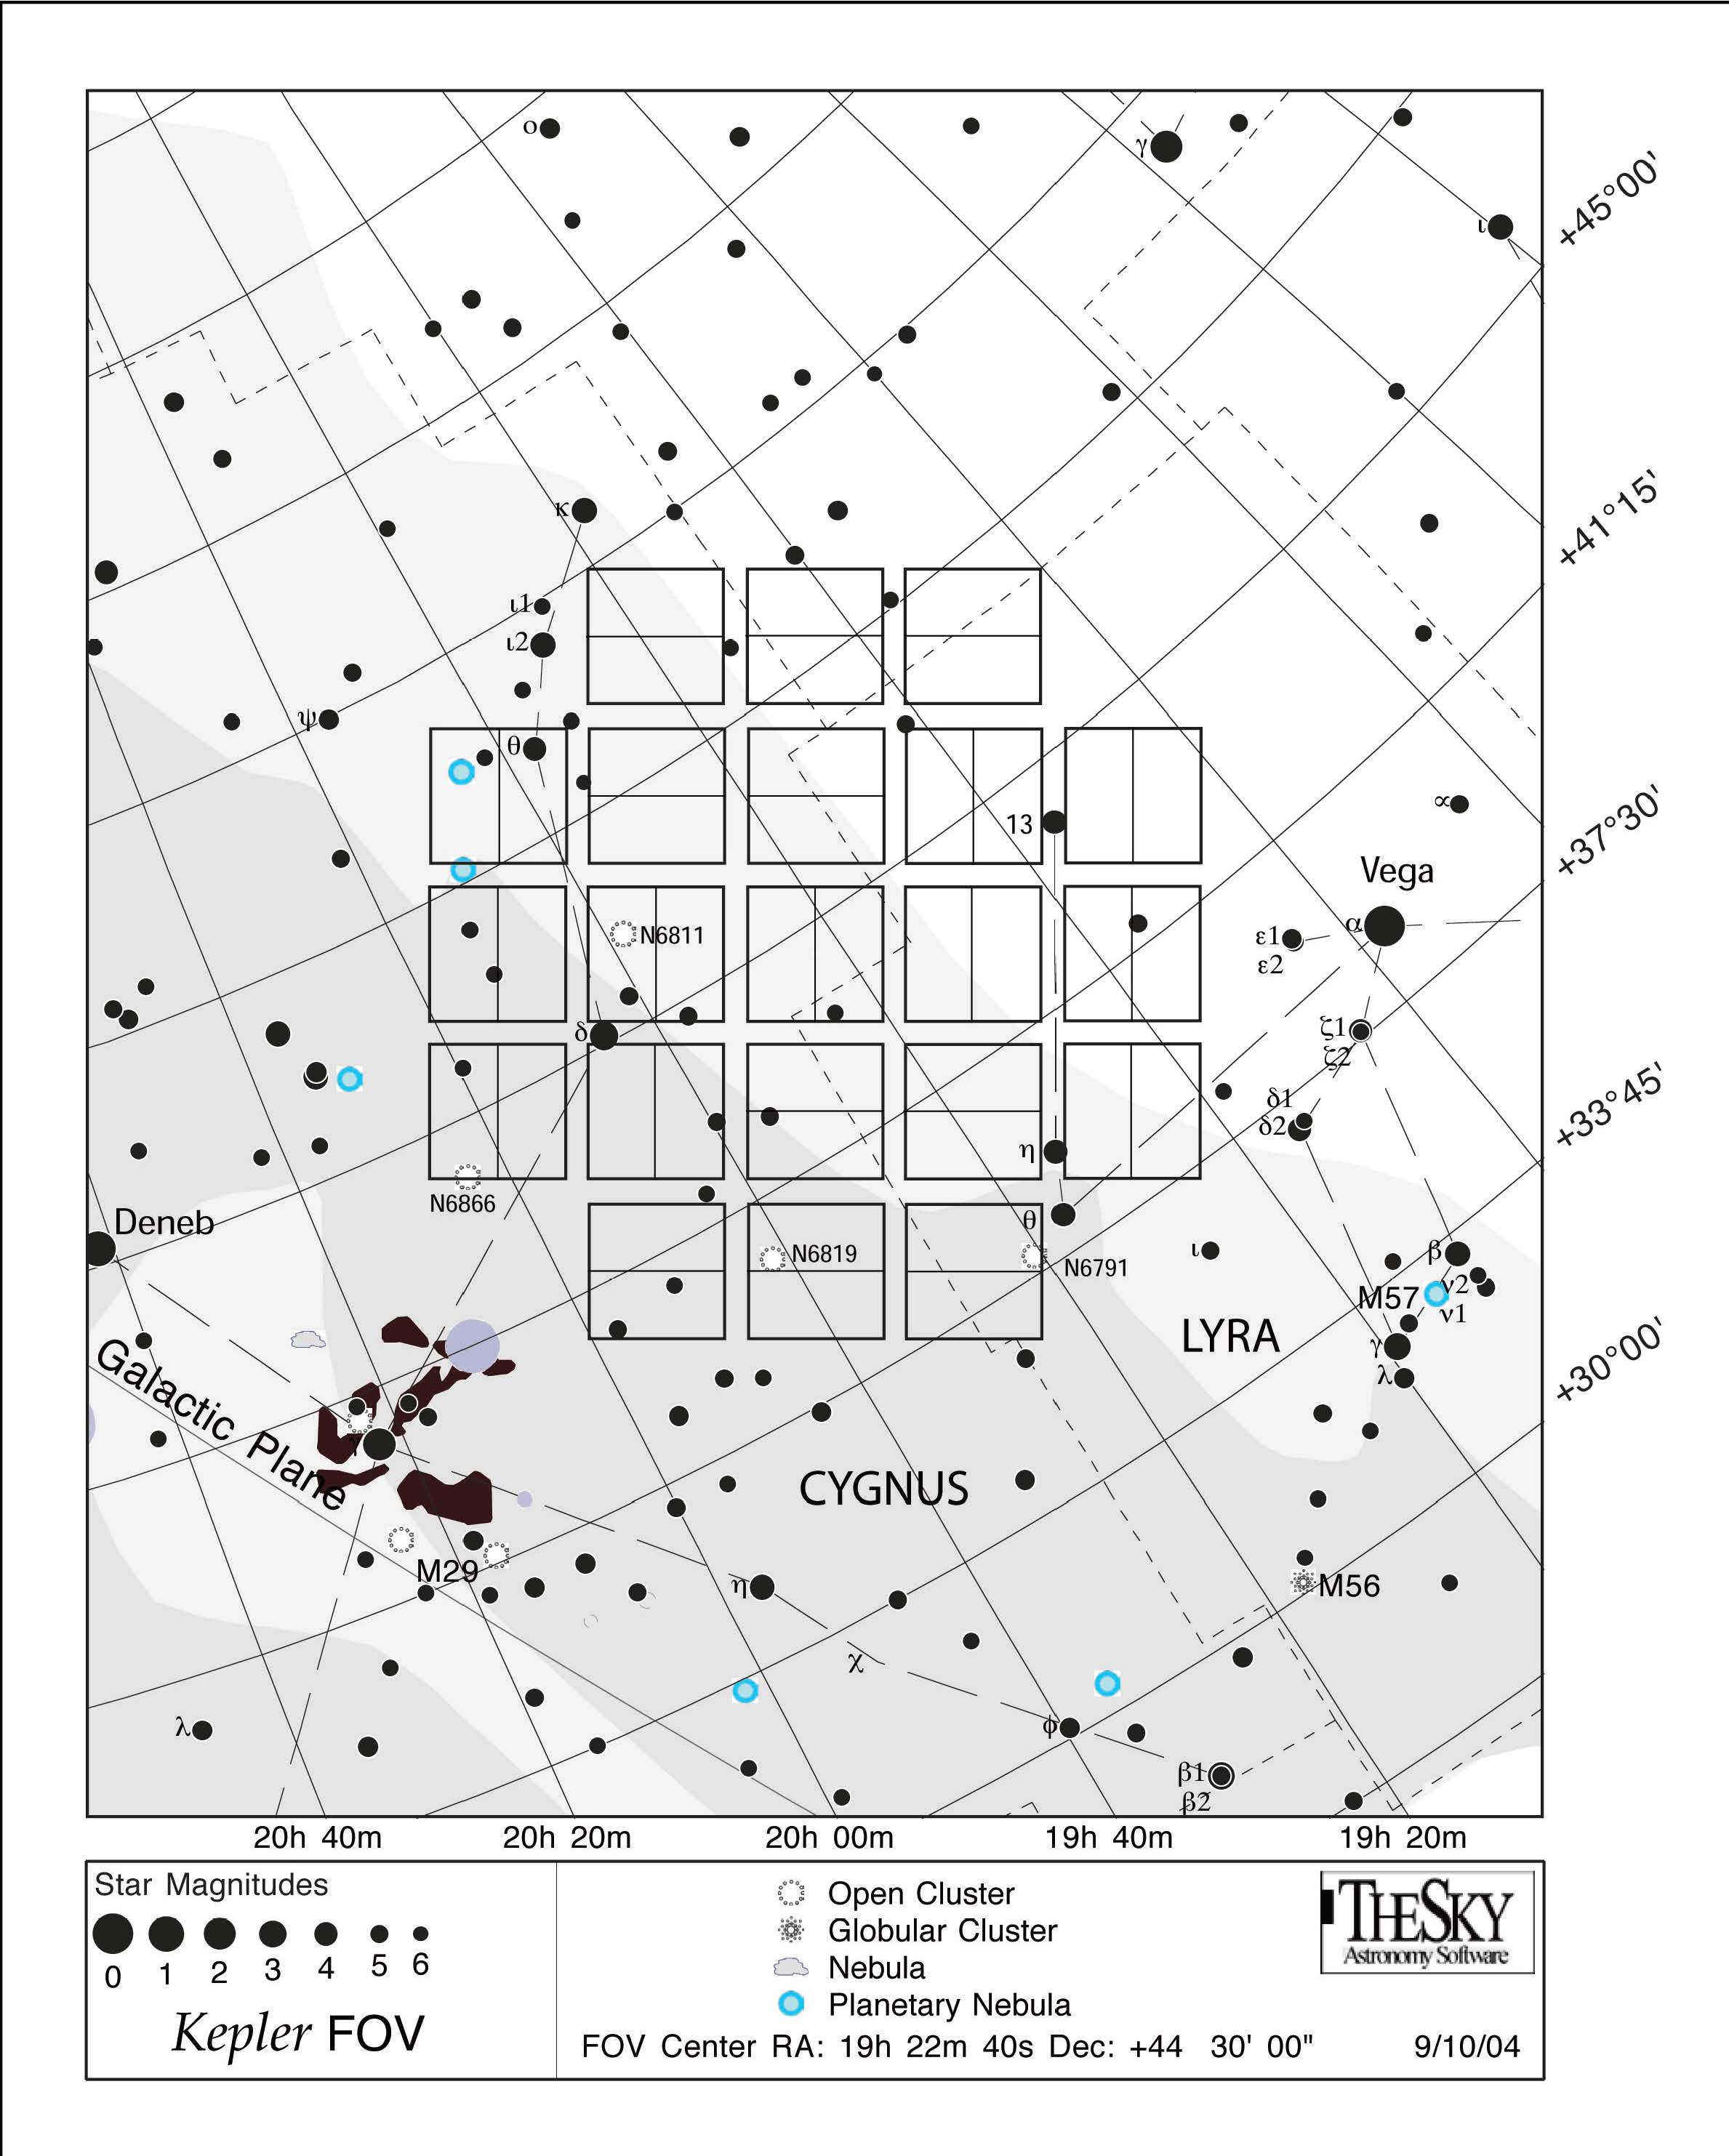 ο
γ
ι
+45°00'
κ
+41°15'
ι1
ι2
ψ
θ
13
∝
+37°30'
Vega
N6811
ε1
α
ε2
δ
ζ1
ζ2
+33°45'
δ1
δ2
η
N6866
Deneb
θ
ι
N6819
N6791
β
M57
ν2
ν1
LYRA
+30°00'
γ
λ
Galactic Plane
γ
CYGNUS
M29
η
M56
χ
λ
φ
β1
β2
20h 40m 20h 20m 20h 00m 19h 40m 19h 20m
Star Magnitudes
0 1 2 3 4 5 6
Kepler FOV
Open Cluster
Globular Cluster
Nebula
Planetary Nebula
FOV Center RA: 19h 22m 40s Dec: +44 30' 00" 9/10/04
THESKY
Astronomy Software